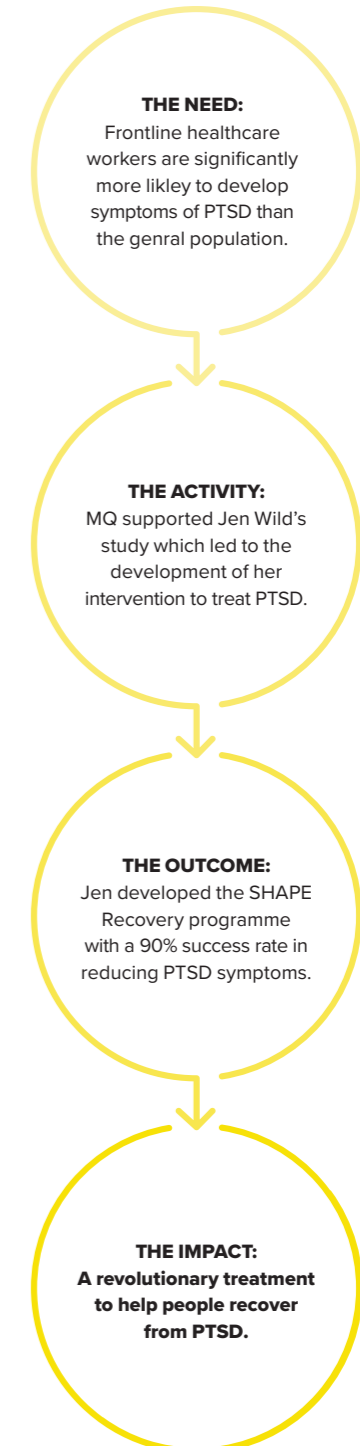 THE NEED:
Frontline healthcare
workers are significantly
more likley to develop
symptoms of PTSD than
the genral population.
THE ACTIVITY:
MQ supported Jen Wild’s
study which led to the
development of her
intervention to treat PTSD.
THE OUTCOME:
Jen developed the SHAPE
Recovery programme
with a 90% success rate in
reducing PTSD symptoms.
THE IMPACT:
A revolutionary treatment
to help people recover
from PTSD.